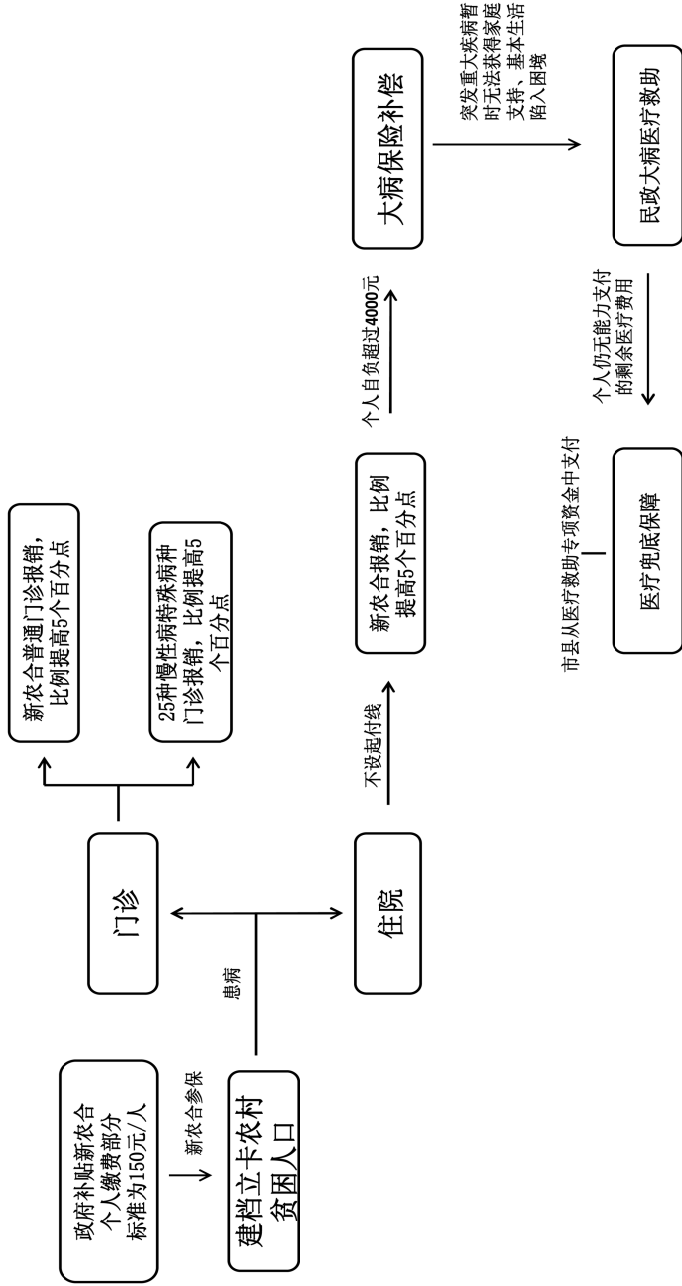 政府补贴新农合
个人缴费部分
标准为150元/人
新农合参保
建档立卡农村
贫困人口
患病
门诊
新农合普通门诊报销，
比例提高5个百分点
25种慢性病特殊病种
门诊报销，比例提高5
个百分点
住院
不设起付线
新农合报销，比例
提高5个百分点
个人自负超过4000元
大病保险补偿
突发重大疾病暂
时无法获得家庭
支持、基本生活
陷入困境
民政大病医疗救助
个人仍无能力支付
的剩余医疗费用
医疗兜底保障
市县从医疗救助专项资金中支付